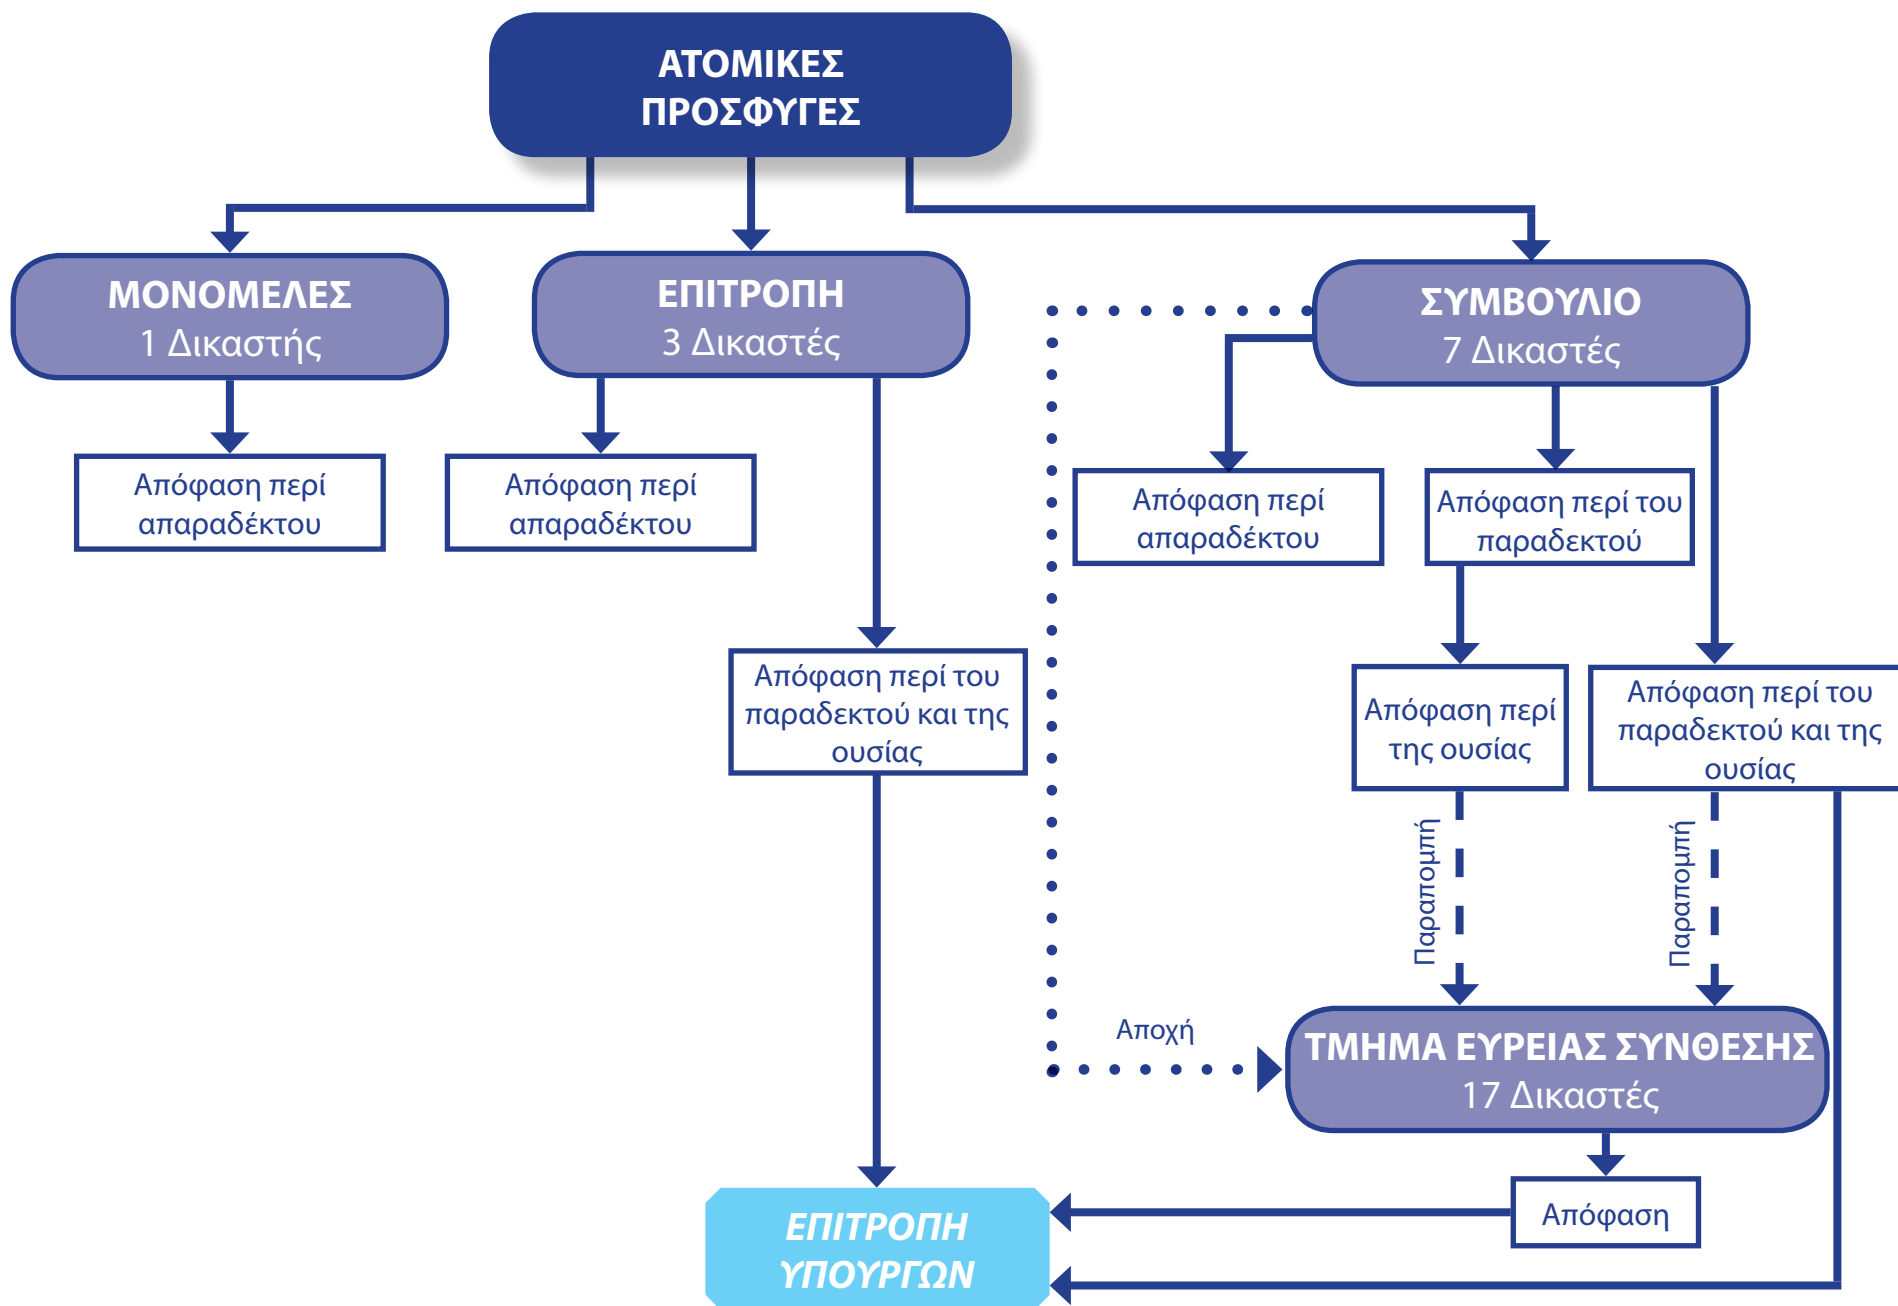 ΑΤΟΜΙΚΕΣ
ΠΡΟΣΦΥΓΕΣ
ΜΟΝΟΜΕΛΕΣ
1 Δικαστής
ΕΠΙΤΡΟΠΗ
3 Δικαστές
ΣΥΜΒΟΥΛΙΟ
7 Δικαστές
Απόφαση περί
απαραδέκτου
Απόφαση περί
απαραδέκτου
Απόφαση περί
απαραδέκτου
Απόφαση περί του
παραδεκτού
Απόφαση περί του
παραδεκτού και της
ουσίας
Απόφαση περί
της ουσίας
Απόφαση περί του
παραδεκτού και της
ουσίας
Παραπομπή
Παραπομπή
Αποχή
ΤΜΗΜΑ ΕΥΡΕΙΑΣ ΣΥΝΘΕΣΗΣ
17 Δικαστές
Απόφαση
ΕΠΙΤΡΟΠΗ
ΥΠΟΥΡΓΩΝ